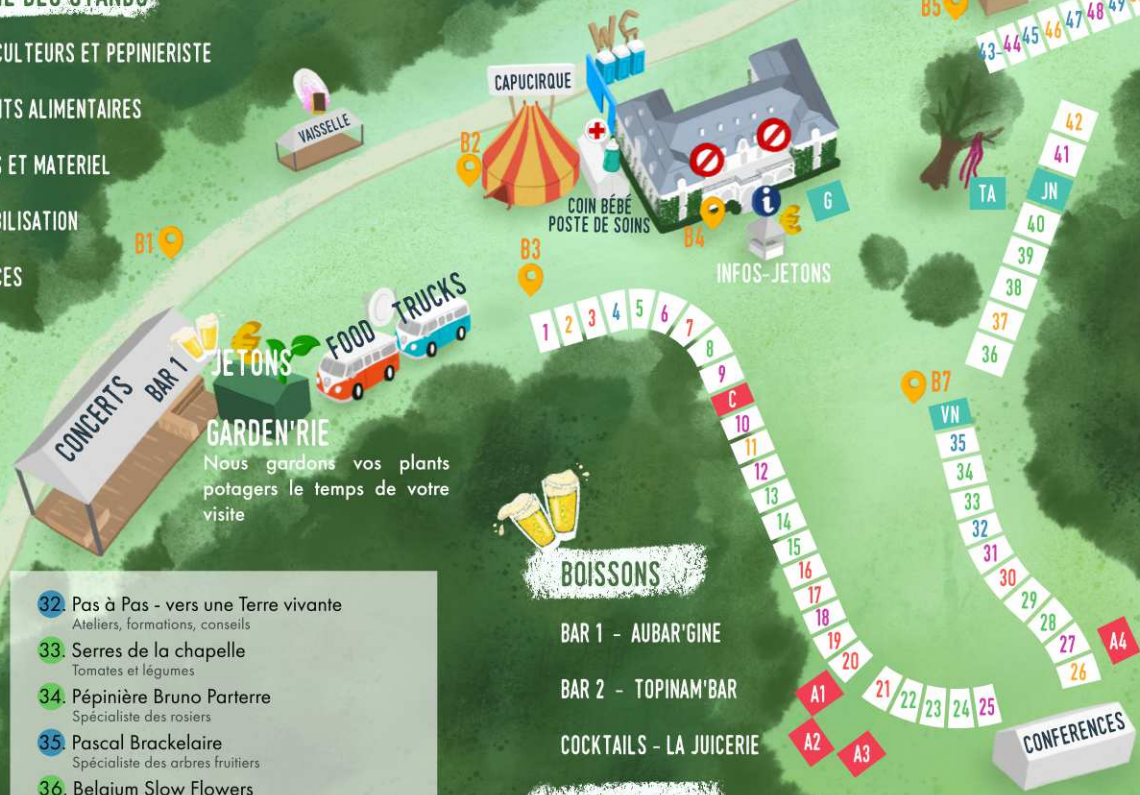 CULTEURS ET PEPINIERISTE
ITS ALIMENTAIRES
S ET MATERIEL
BILISATION
CES
B1
VAISSELLE
B2
CAPUCIRQUE
WC
COIN BÉBÉ
POSTE DE SOINS
B4
i
€
G
INFOS-JETONS
B5
43 44 45 46 47 48 49
42
41
TA
JN
40
39
38
37
36
B7
VN
35
34
33
32
31
30
29
28
27
26
A4
B3
1 2 3 4 5 6 7
8
9
C
10
11
12
13
14
15
16
17
18
19
20
21 22 23 24 25
A1
A2
A3
CONFERENCES
CONCERTS
BAR 1
€
JETONS
FOOD TRUCKS
GARDEN'RIE
Nous gardons vos plants
potagers le temps de votre
visite
BOISSONS
BAR 1 - AUBAR'GINE
BAR 2 - TOPINAM'BAR
COCKTAILS - LA JUICERIE
32. Pas à Pas - vers une Terre vivante
Ateliers, formations, conseils
33. Serres de la chapelle
Tomates et légumes
34. Pépinière Bruno Parterre
Spécialiste des rosiers
35. Pascal Brackelaire
Spécialiste des arbres fruitiers
36. Belgium Slow Flowers